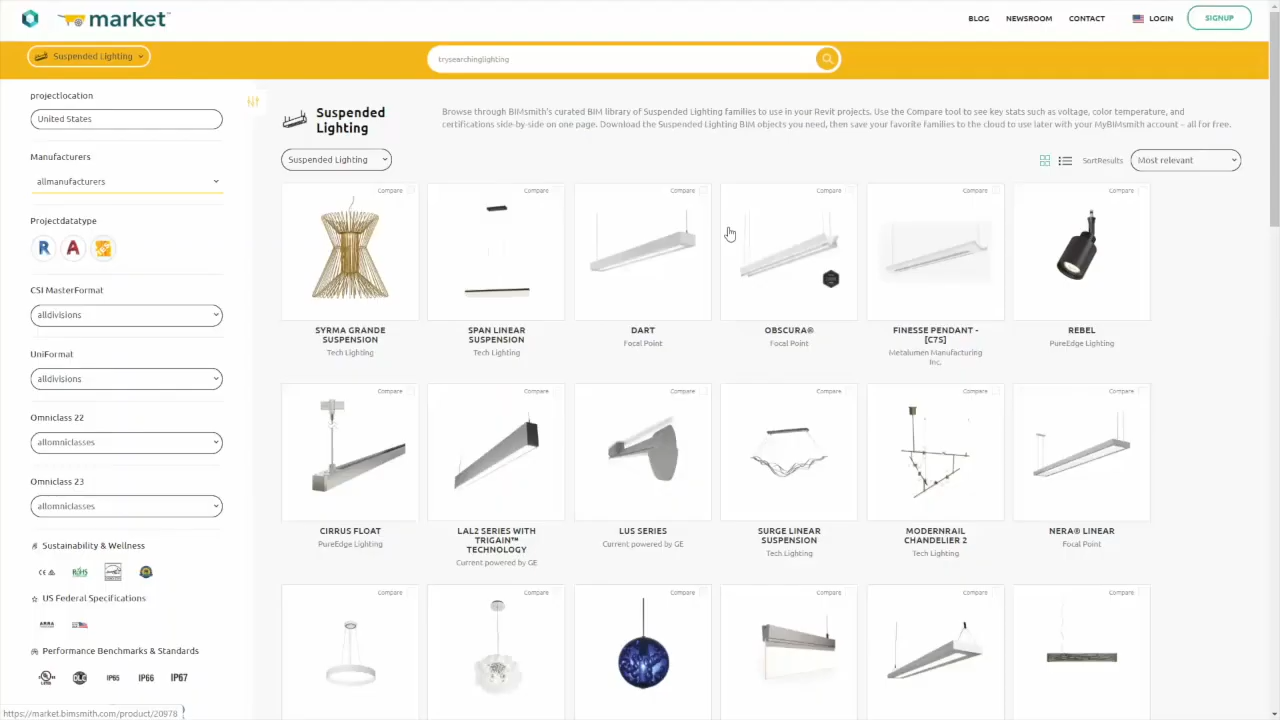 market™
BLOG
NEWSROOM
CONTACT
LOGIN
SIGNUP
Suspended Lighting
trysearchinglighting
projectlocation
United States
Manufacturers
allmanufacturers
Projectdatatype
R
A
CSI MasterFormat
alldivisions
UniFormat
alldivisions
Omniclass 22
allomniclasses
Omniclass 23
allomniclasses
Sustainability & Wellness
RoHS
US Federal Specifications
ARRA
Performance Benchmarks & Standards
DLC
IP65
IP66
IP67
Suspended
Lighting
Browse through BIMsmith's curated BIM library of Suspended Lighting families to use in your Revit projects. Use the Compare tool to see key stats such as voltage, color temperature, and
certifications side-by-side on one page. Download the Suspended Lighting BIM objects you need, then save your favorite families to the cloud to use later with your MyBIMsmith account – all for free.
Suspended Lighting
SortResults
Most relevant
Compare
Compare
Compare
Compare
Compare
Compare
SYRMA GRANDE
SUSPENSION
Tech Lighting
SPAN LINEAR
SUSPENSION
Tech Lighting
DART
Focal Point
OBSCURA®
Focal Point
FINESSE PENDANT -
[C7S]
Metalumen Manufacturing
Inc.
REBEL
PureEdge Lighting
Compare
Compare
Compare
Compare
Compare
Compare
CIRRUS FLOAT
PureEdge Lighting
LAL2 SERIES WITH
TRIGAIN™
TECHNOLOGY
Current powered by GE
LUS SERIES
Current powered by GE
SURGE LINEAR
SUSPENSION
Tech Lighting
MODERNRAIL
CHANDELIER 2
Tech Lighting
NERA® LINEAR
Focal Point
Compare
Compare
Compare
Compare
Compare
Compare
https://market.bimsmith.com/product/20978